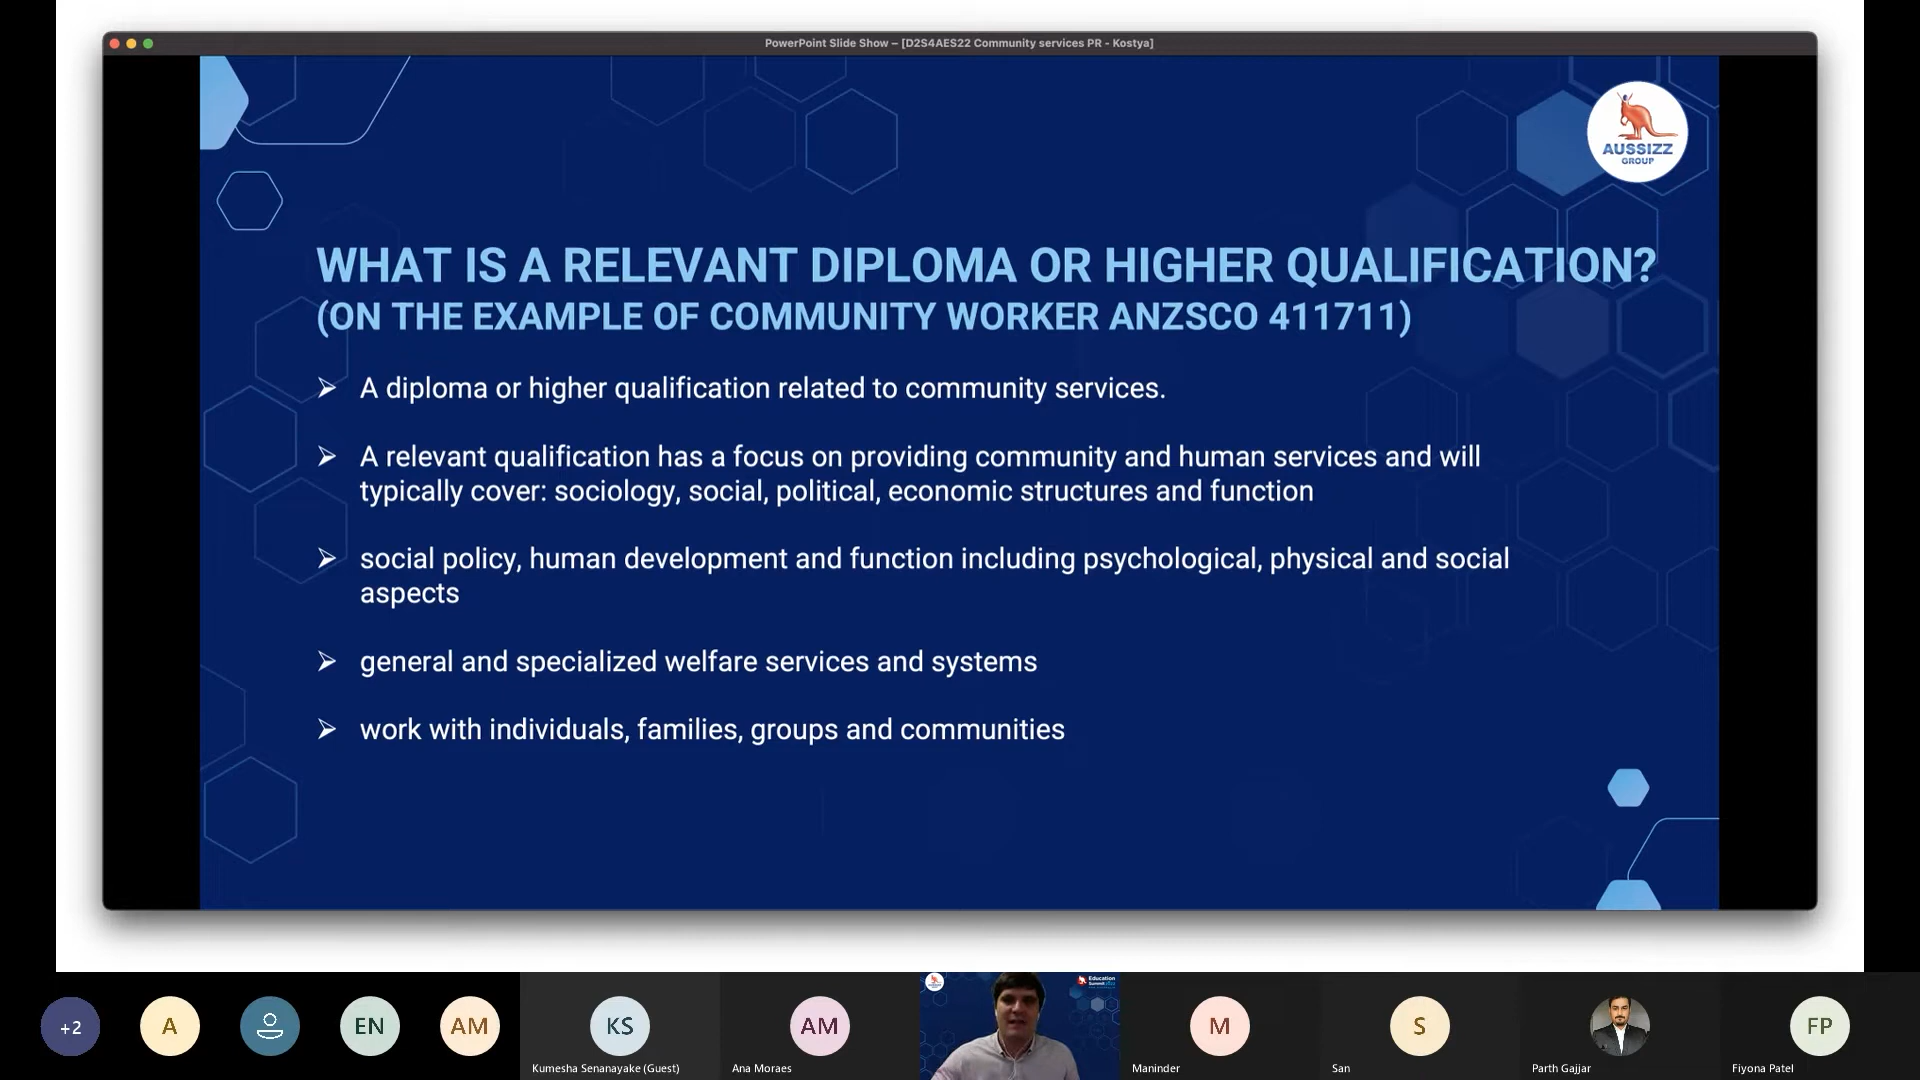 PowerPoint Slide Show – [D2S4AES22 Community services PR - Kostya]
AUSSIZZ
GROUP
WHAT IS A RELEVANT DIPLOMA OR HIGHER QUALIFICATION?
(ON THE EXAMPLE OF COMMUNITY WORKER ANZSCO 411711)
A diploma or higher qualification related to community services.
A relevant qualification has a focus on providing community and human services and will
typically cover: sociology, social, political, economic structures and function
social policy, human development and function including psychological, physical and social
aspects
general and specialized welfare services and systems
work with individuals, families, groups and communities
+2
A
EN
AM
KS
Kumesha Senanayake (Guest)
AM
Ana Moraes
Education
M
Maninder
S
San
Parth Gajjar
FP
Fiyona Patel